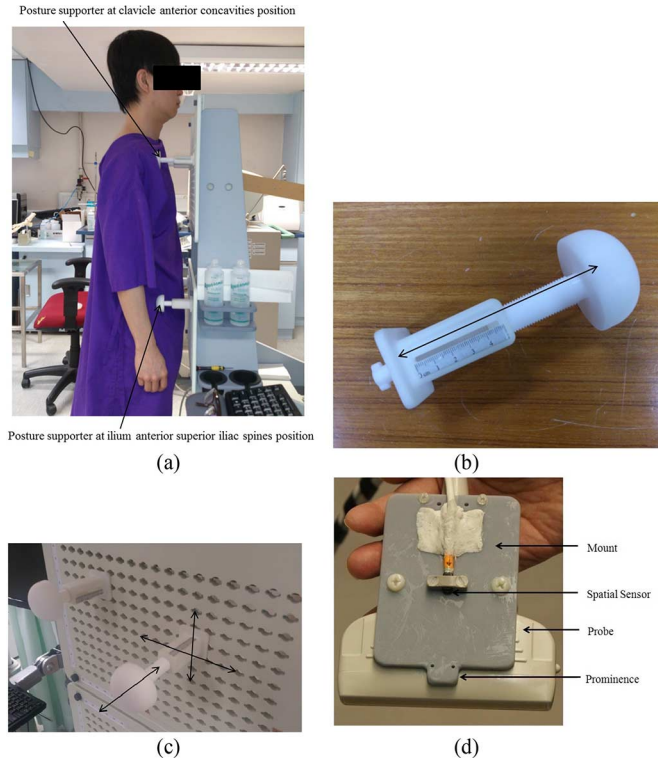 Posture supporter at clavicle anterior concavities position
Posture supporter at ilium anterior superior iliac spines position
(a)
(b)
Mount
Spatial Sensor
Probe
Prominence
(c)
(d)